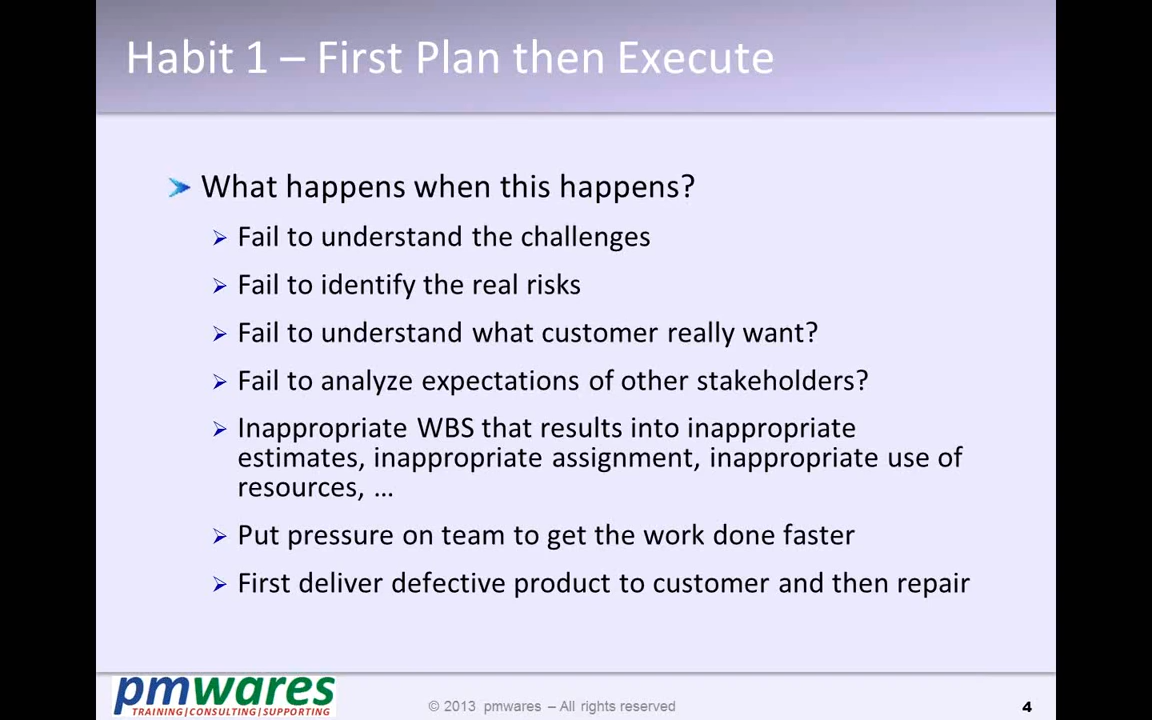 Habit 1 – First Plan then Execute
What happens when this happens?
Fail to understand the challenges
Fail to identify the real risks
Fail to understand what customer really want?
Fail to analyze expectations of other stakeholders?
Inappropriate WBS that results into inappropriate
estimates, inappropriate assignment, inappropriate use of
resources, ...
Put pressure on team to get the work done faster
First deliver defective product to customer and then repair
pmwares
TRAINING|CONSULTING|SUPPORTING
© 2013 pmwares – All rights reserved
4